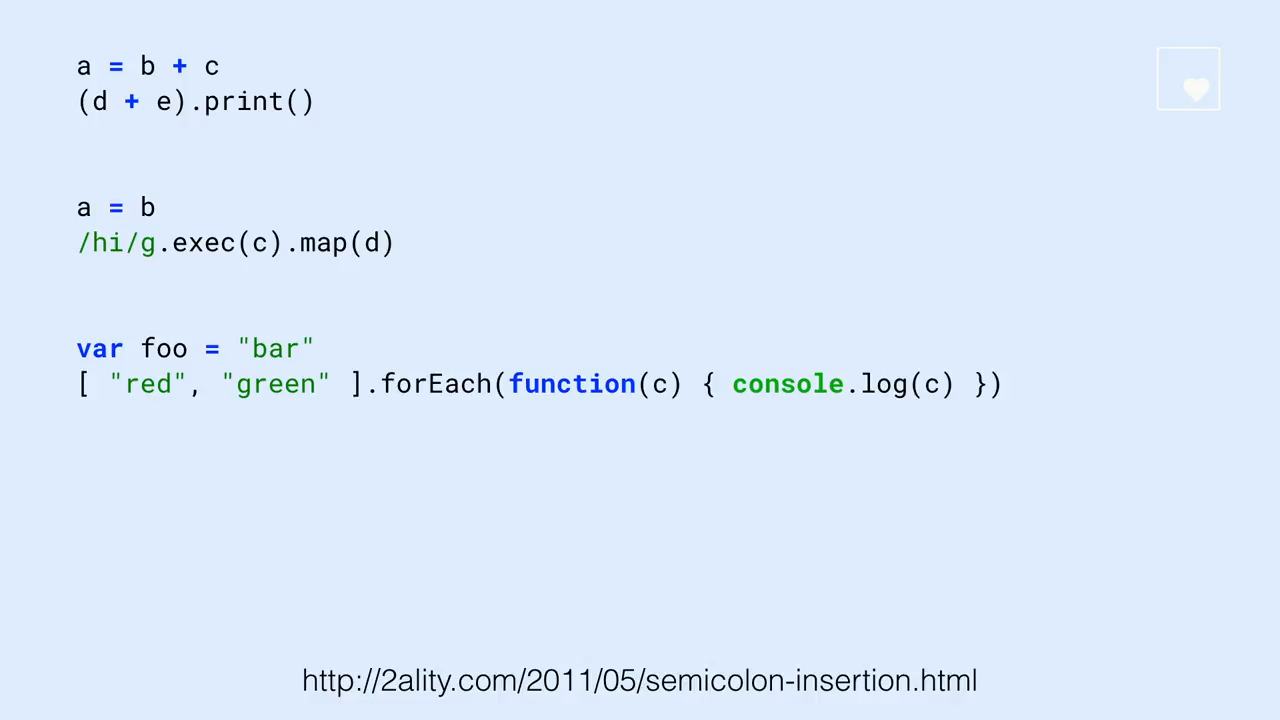 a = b + c
(d + e).print()
a = b
/hi/g.exec(c).map(d)
var foo = "bar"
[ "red", "green" ].forEach(function(c) { console.log(c) })
http://2ality.com/2011/05/semicolon-insertion.html